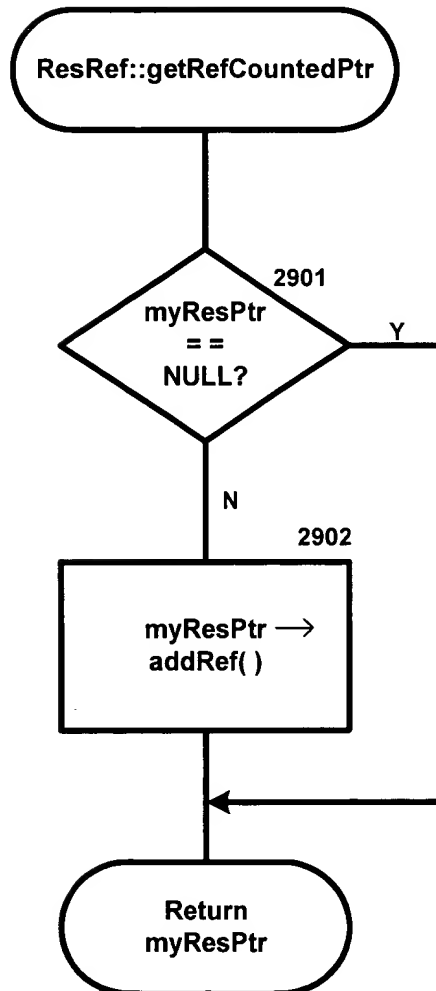 ResRef::getRefCountedPtr
2901
myResPtr
= =
NULL?
Y
N
2902
myResPtr →
addRef( )
Return
myResPtr